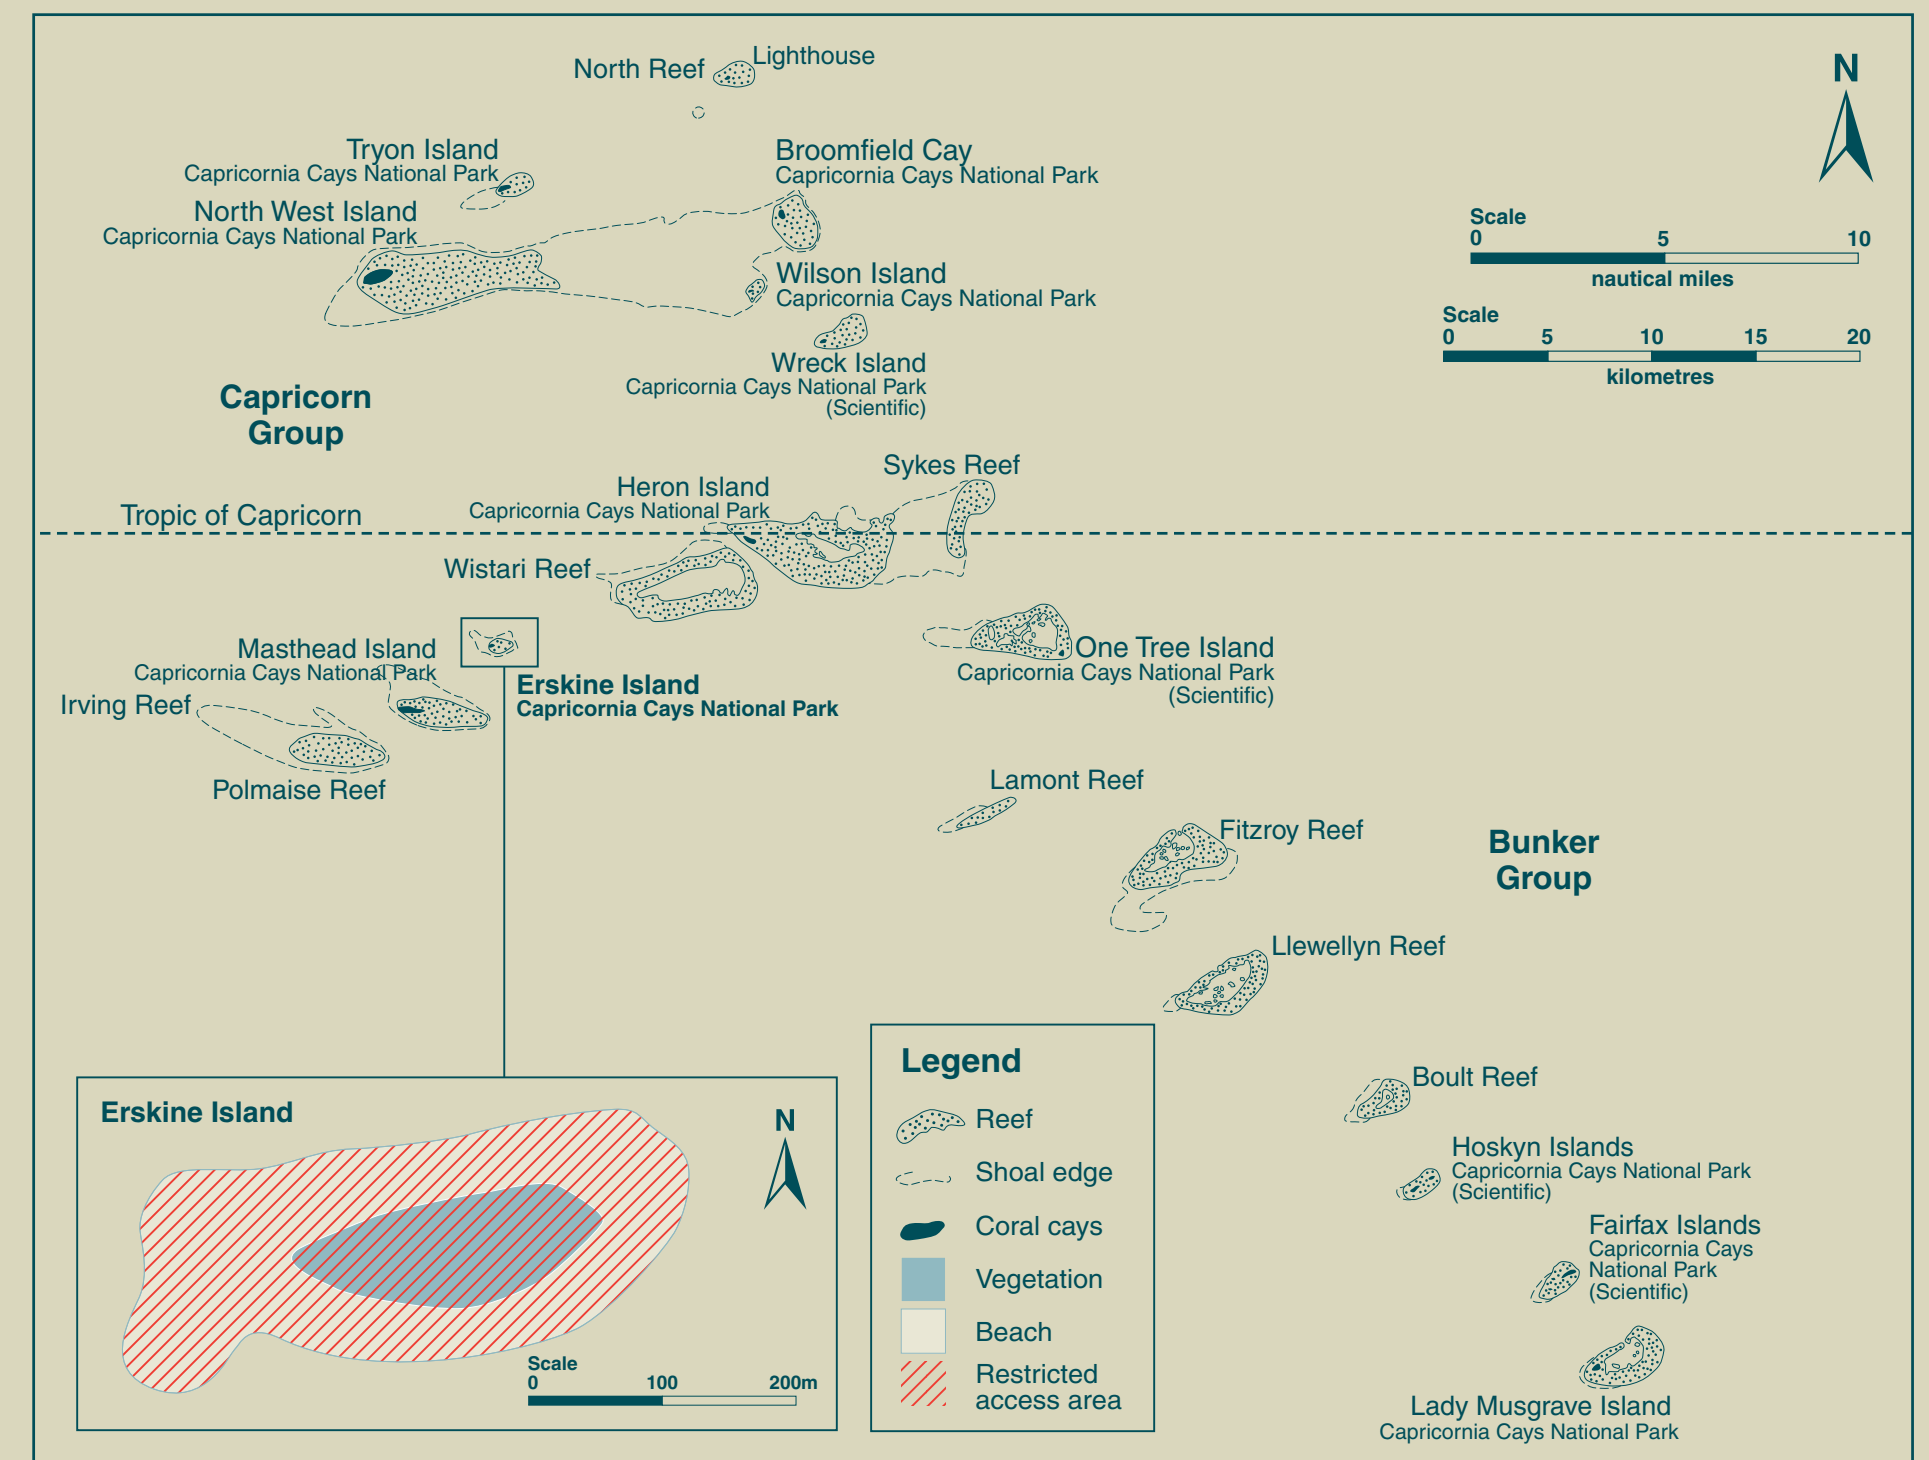 Lighthouse
North Reef
N
Tryon Island
Capricornia Cays National Park
Broomfield Cay
Capricornia Cays National Park
North West Island
Capricornia Cays National Park
Scale
0 5 10
nautical miles
Wilson Island
Capricornia Cays National Park
Scale
0 5 10 15 20
kilometres
Wreck Island
Capricornia Cays National Park
(Scientific)
Capricorn
Group
Sykes Reef
Heron Island
Capricornia Cays National Park
Tropic of Capricorn
Wistari Reef
Masthead Island
Capricornia Cays National Park
One Tree Island
Capricornia Cays National Park
(Scientific)
Erskine Island
Capricornia Cays National Park
Irving Reef
Polmaise Reef
Lamont Reef
Fitzroy Reef
Bunker
Group
Llewellyn Reef
Boult Reef
Hoskyn Islands
Capricornia Cays National Park
(Scientific)
Fairfax Islands
Capricornia Cays
National Park
(Scientific)
Lady Musgrave Island
Capricornia Cays National Park
Erskine Island
N
Scale
0 100 200m
Legend
Reef
Shoal edge
Coral cays
Vegetation
Beach
Restricted
access area